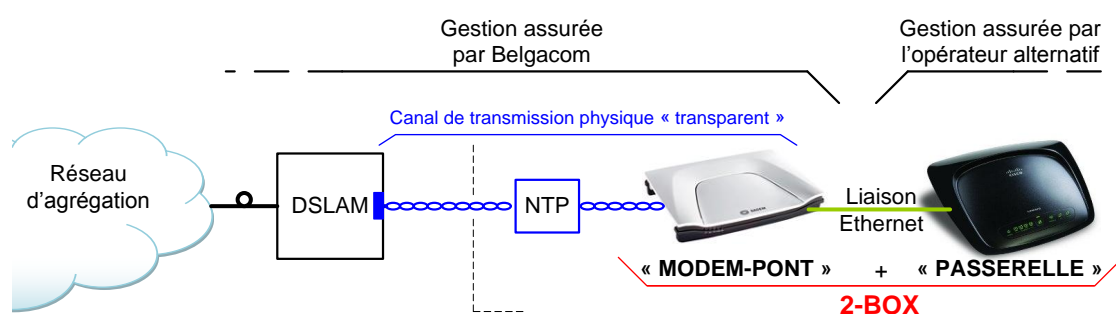 Gestion assurée
par Belgacom
Gestion assurée par
l’opérateur alternatif
Canal de transmission physique « transparent »
Réseau
d’agrégation
DSLAM
NTP
Liaison
Ethernet
« MODEM-PONT » + « PASSERELLE »
2-BOX